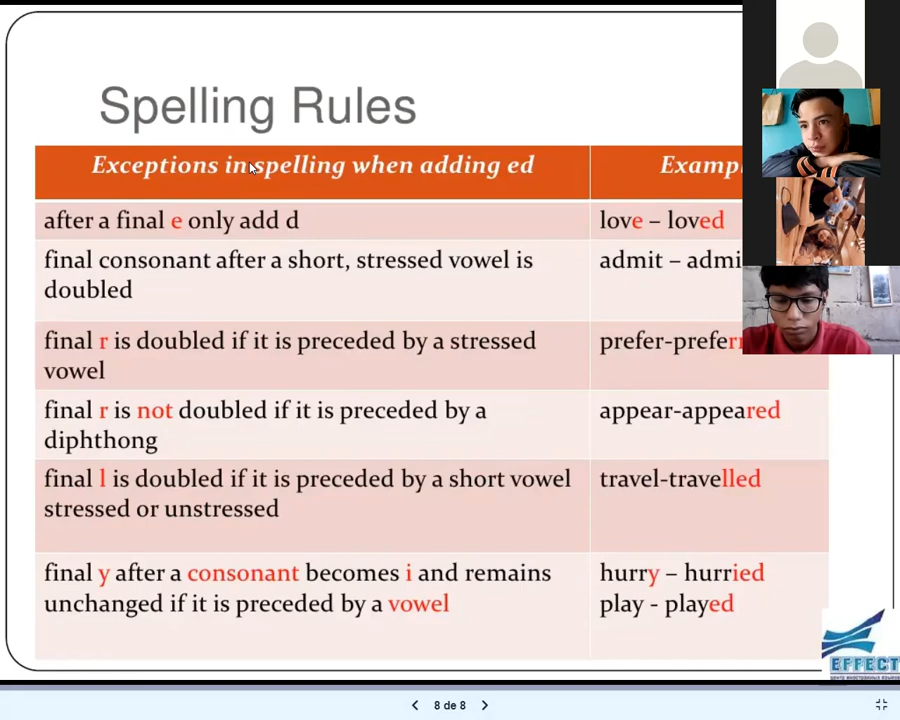 Spelling Rules
Exceptions in spelling when adding ed
after a final e only add d
love – loved
final consonant after a short, stressed vowel is
doubled
admit –
final r is doubled if it is preceded by a stressed
vowel
prefer-preferr
final r is not doubled if it is preceded by a
diphthong
appear-appeared
final l is doubled if it is preceded by a short vowel
stressed or unstressed
travel-travelled
final y after a consonant becomes i and remains
unchanged if it is preceded by a vowel
hurry – hurried
play - played
EFFECT
8 de 8